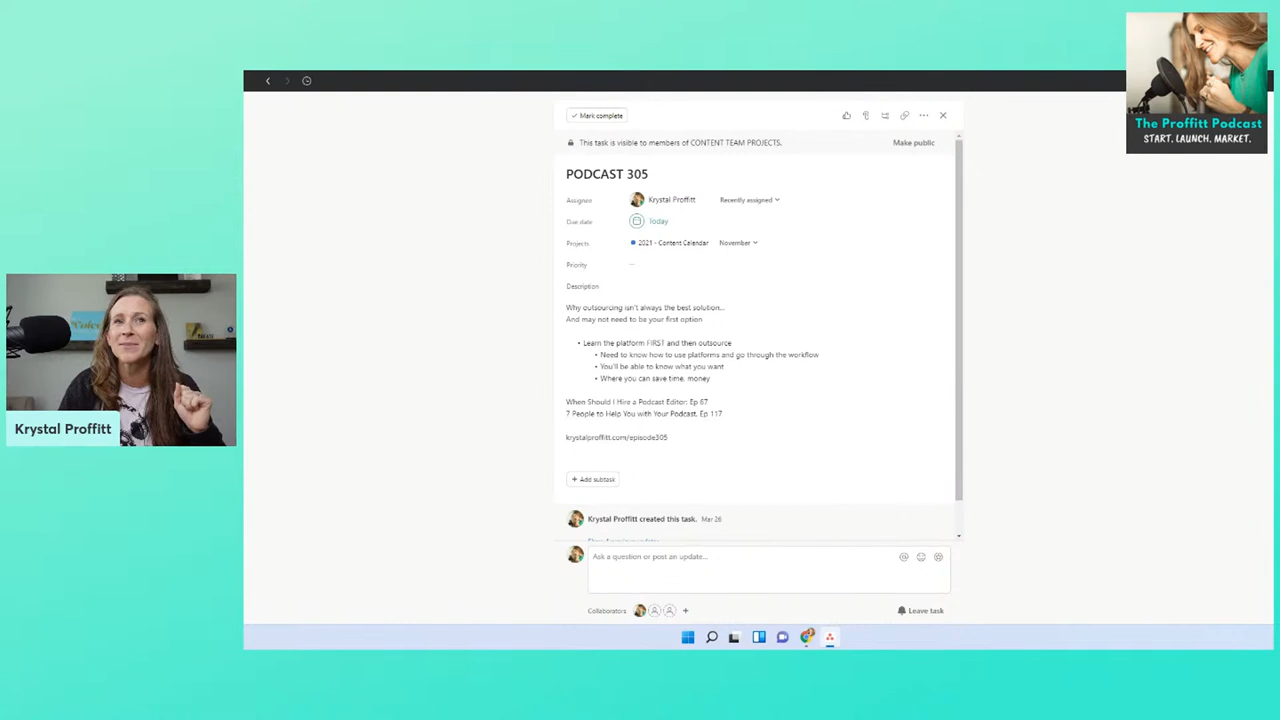 The Proffitt Podcast
START. LAUNCH. MARKET.
Mark complete
This task is visible to members of CONTENT TEAM PROJECTS.
Make public
PODCAST 305
Assignee
Krystal Proffitt
Recently assigned
Due date
Today
Projects
2021 - Content Calendar
November
Priority
—
Description
Why outsourcing isn't always the best solution...
And may not need to be your first option
• Learn the platform FIRST and then outsource
• Need to know how to use platforms and go through the workflow
• You'll be able to know what you want
• Where you can save time, money
When Should I Hire a Podcast Editor: Ep 67
7 People to Help You with Your Podcast, Ep 117
krystalproffitt.com/episode305
+ Add subtask
Krystal Proffitt created this task. Mar 26
Ask a question or post an update...
Collaborators
Leave task
Krystal Proffitt